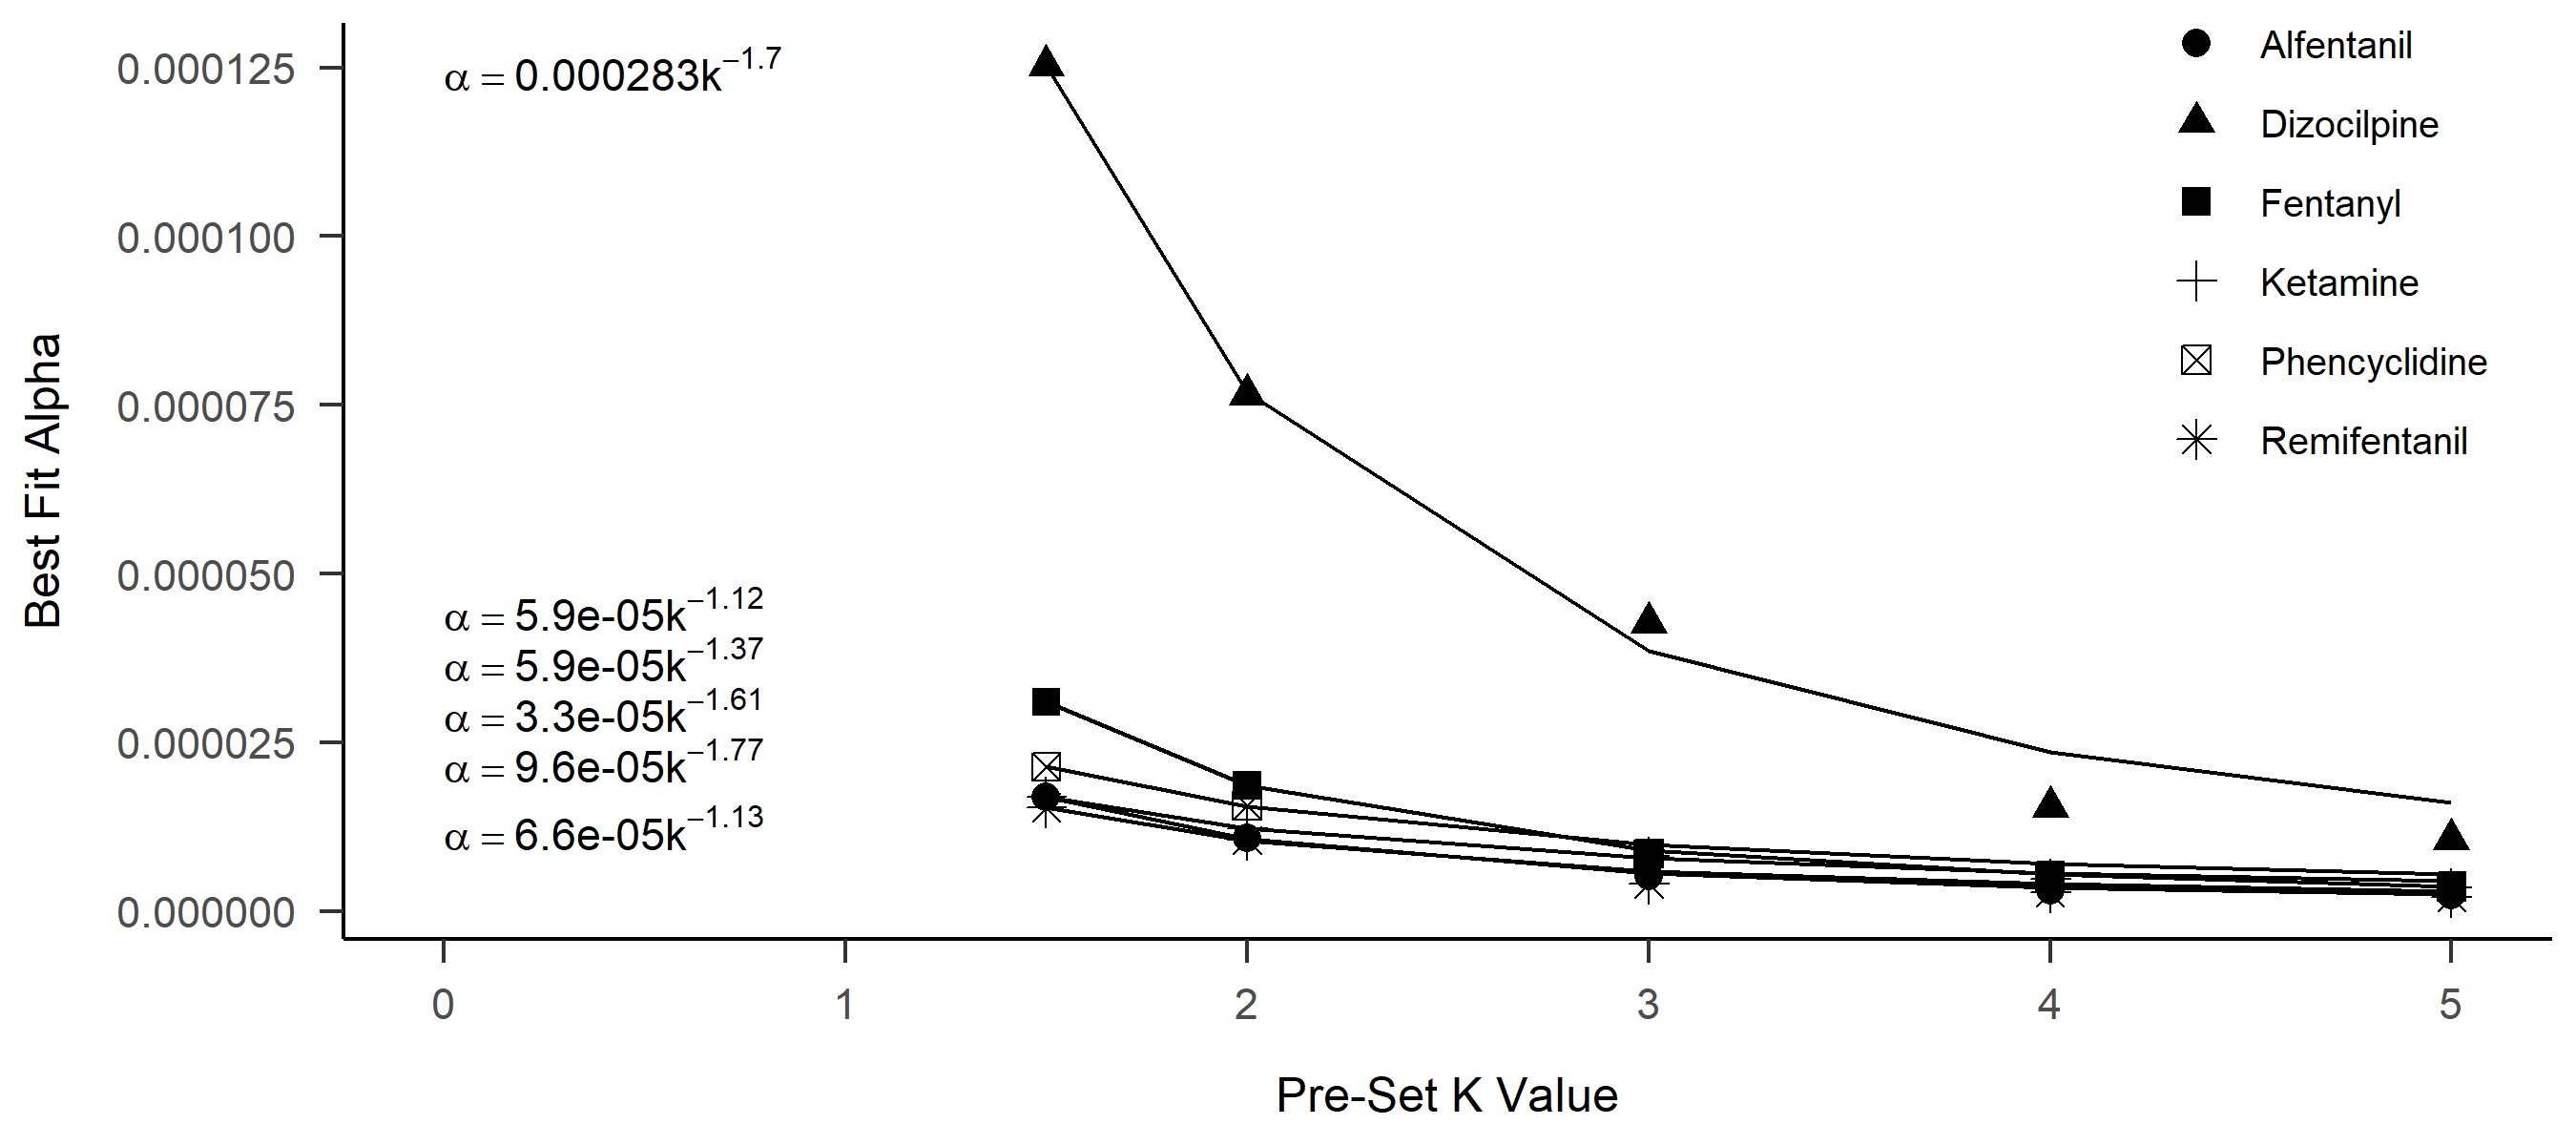 α = 0.000283k−1.7
α = 5.9e-05k−1.12
α = 5.9e-05k−1.37
α = 3.3e-05k−1.61
α = 9.6e-05k−1.77
α = 6.6e-05k−1.13
Alfentanil
Dizocilpine
Fentanyl
Ketamine
Phencyclidine
Remifentanil
Best Fit Alpha
0.000125
0.000100
0.000075
0.000050
0.000025
0.000000
0 1 2 3 4 5
Pre-Set K Value